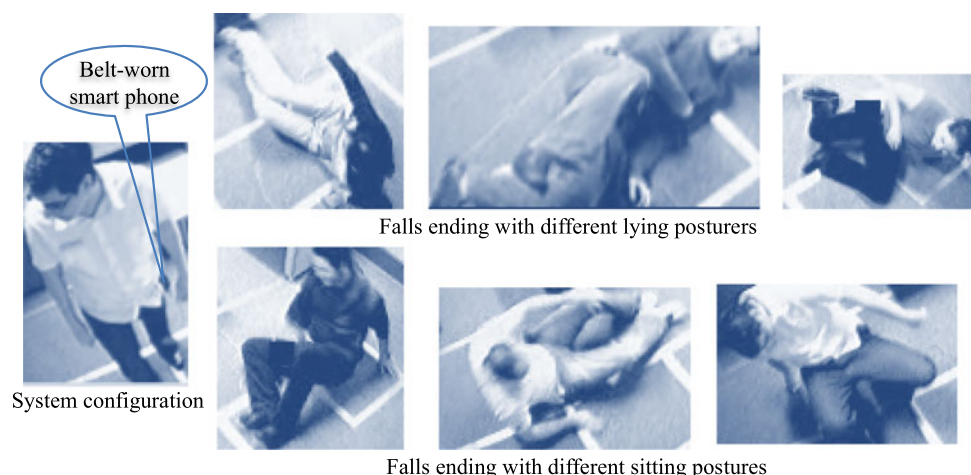 Belt-worn
smart phone
Falls ending with different lying posturers
System configuration
Falls ending with different sitting postures